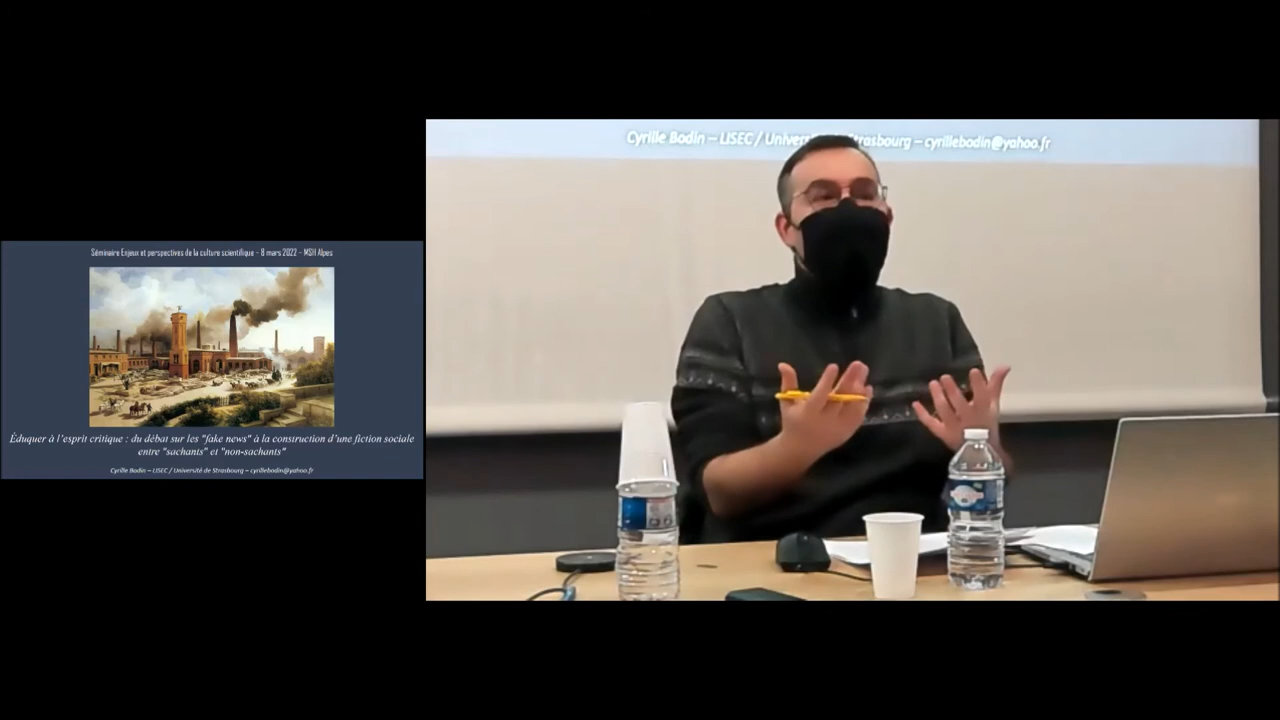 Séminaire Enjeux et perspectives de la culture scientifique – 8 mars 2022 – MSH Alpes
Éduquer à l'esprit critique : du débat sur les "fake news" à la construction d'une fiction sociale
entre "sachants" et "non-sachants"
Cyrille Bodin – LISEC / Université de Strasbourg – cyrillebodin@yahoo.fr
Cyrille Bodin – LISEC / Univers trasbourg – cyrillebodin@yahoo.fr